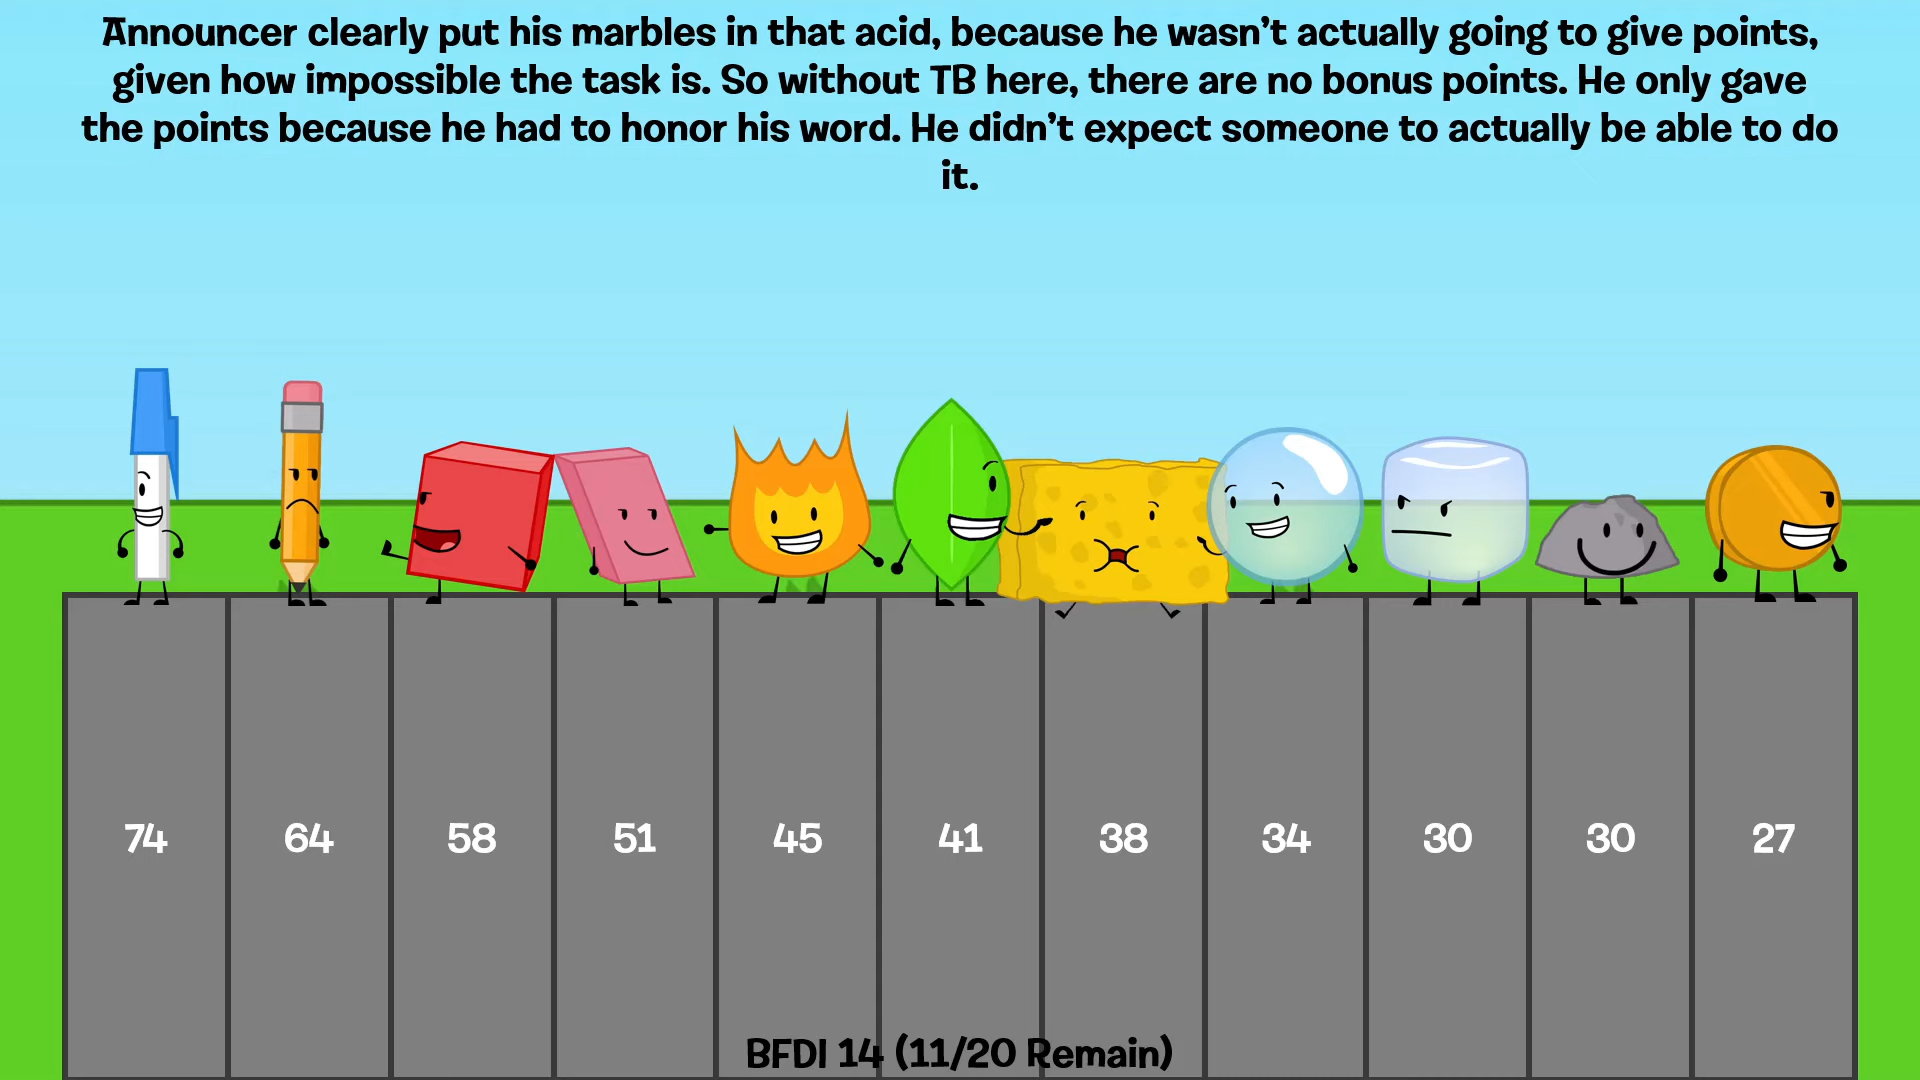 Announcer clearly put his marbles in that acid, because he wasn't actually going to give points,
given how impossible the task is. So without TB here, there are no bonus points. He only gave
the points because he had to honor his word. He didn't expect someone to actually be able to do
it.
74 64 58 51 45 41 38 34 30 30 27
BFDI 14 (11/20 Remain)